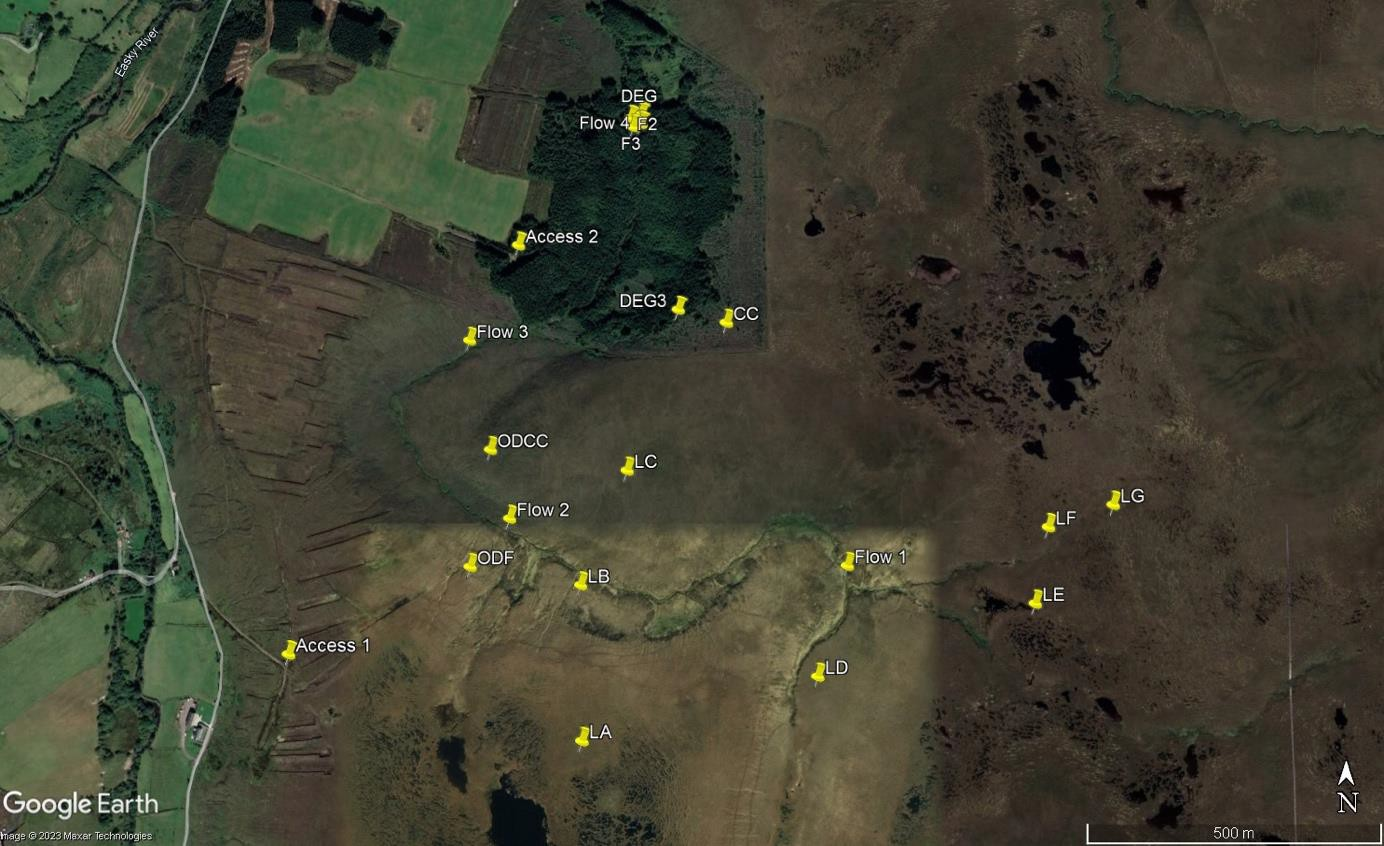 Easky River
DEG
Flow 4
F2
F3
Access 2
DEG3
CC
Flow 3
ODCC
LC
LG
Flow 2
LF
ODF
Flow 1
LB
LE
Access 1
LD
LA
Google Earth
N
mage © 2023 Maxar Technologies
500 m